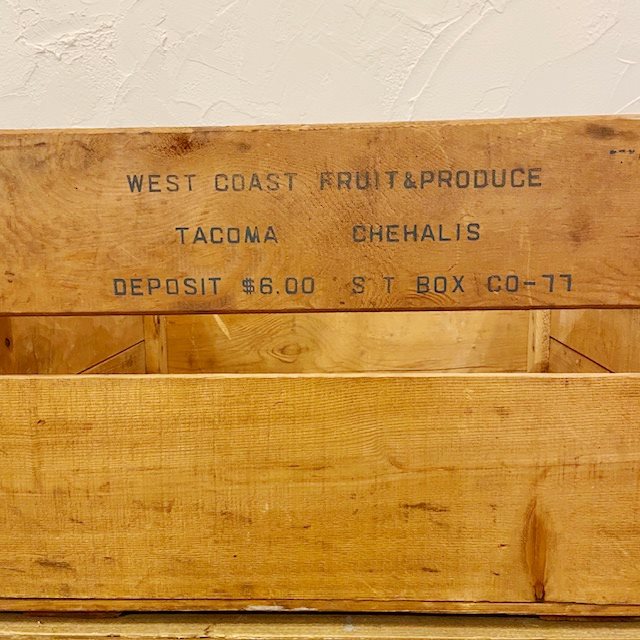 WEST COAST FRUIT&PRODUCE
TACOMA CHEHALIS
DEPOSIT $6.00 S T BOX CO-77